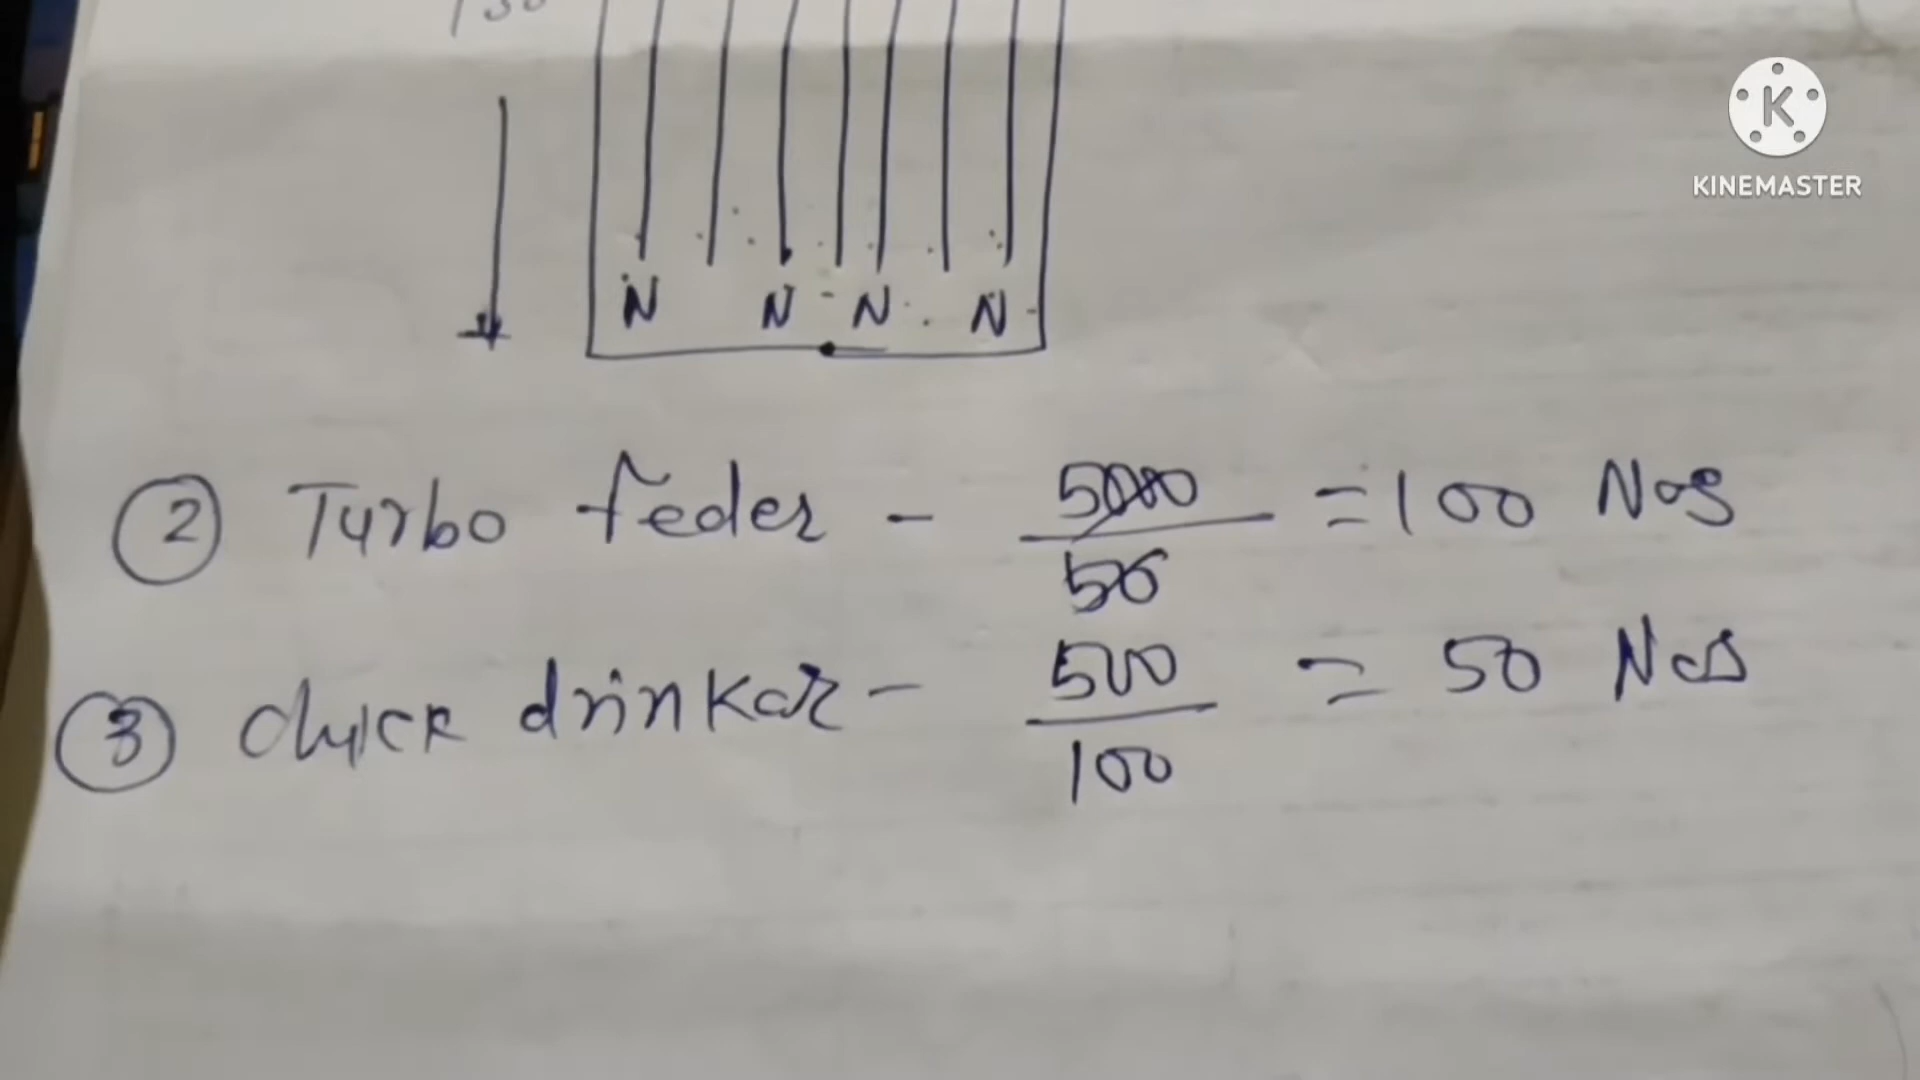 N N N N
KINEMASTER
② Turbo feder - 5000 = 100 Nos
50
③ chick drinkar - 500 = 50 Nos
100